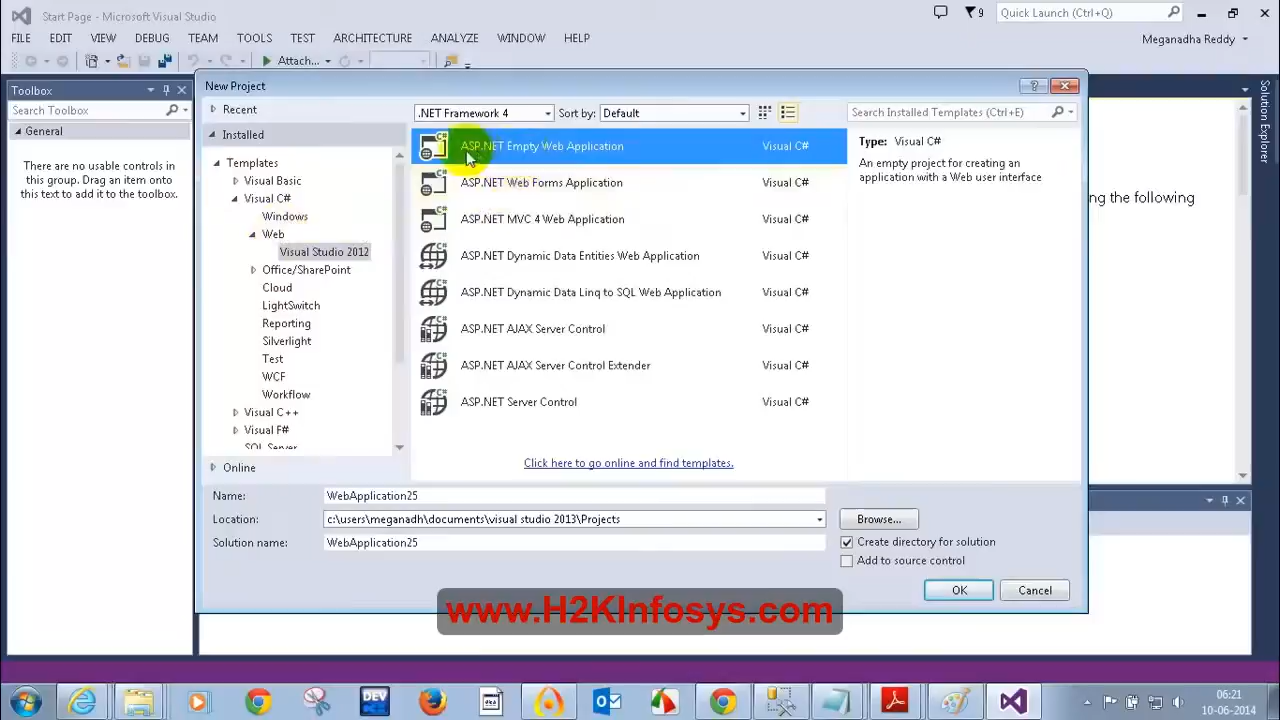 Start Page - Microsoft Visual Studio
9
Quick Launch (Ctrl+Q)
FILE EDIT VIEW DEBUG TEAM TOOLS TEST ARCHITECTURE ANALYZE WINDOW HELP
Meganadha Reddy
Attach...
Toolbox
Search Toolbox
General
There are no usable controls in
this group. Drag an item onto
this text to add it to the toolbox.
Solution Explorer
ng the following
New Project
Recent
Installed
Templates
Visual Basic
Visual C#
Windows
Web
Visual Studio 2012
Office/SharePoint
Cloud
LightSwitch
Reporting
Silverlight
Test
WCF
Workflow
Visual C++
Visual F#
SQL Server
Online
.NET Framework 4
Sort by: Default
Search Installed Templates (Ctrl+E)
ASP.NET Empty Web Application Visual C#
ASP.NET Web Forms Application Visual C#
ASP.NET MVC 4 Web Application Visual C#
ASP.NET Dynamic Data Entities Web Application Visual C#
ASP.NET Dynamic Data Linq to SQL Web Application Visual C#
ASP.NET AJAX Server Control Visual C#
ASP.NET AJAX Server Control Extender Visual C#
ASP.NET Server Control Visual C#
Click here to go online and find templates.
Type: Visual C#
An empty project for creating an
application with a Web user interface
Name: WebApplication25
Location: c:\users\meganadh\documents\visual studio 2013\Projects
Browse...
Solution name: WebApplication25
Create directory for solution
Add to source control
OK Cancel
www.H2KInfosys.com
DEV
06:21
10-06-2014